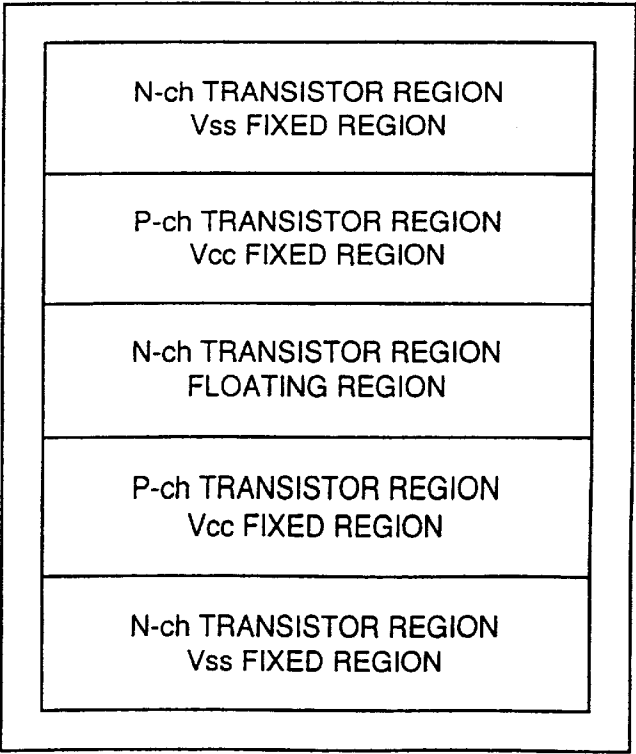 N-ch TRANSISTOR REGION
Vss FIXED REGION
P-ch TRANSISTOR REGION
Vcc FIXED REGION
N-ch TRANSISTOR REGION
FLOATING REGION
P-ch TRANSISTOR REGION
Vcc FIXED REGION
N-ch TRANSISTOR REGION
Vss FIXED REGION